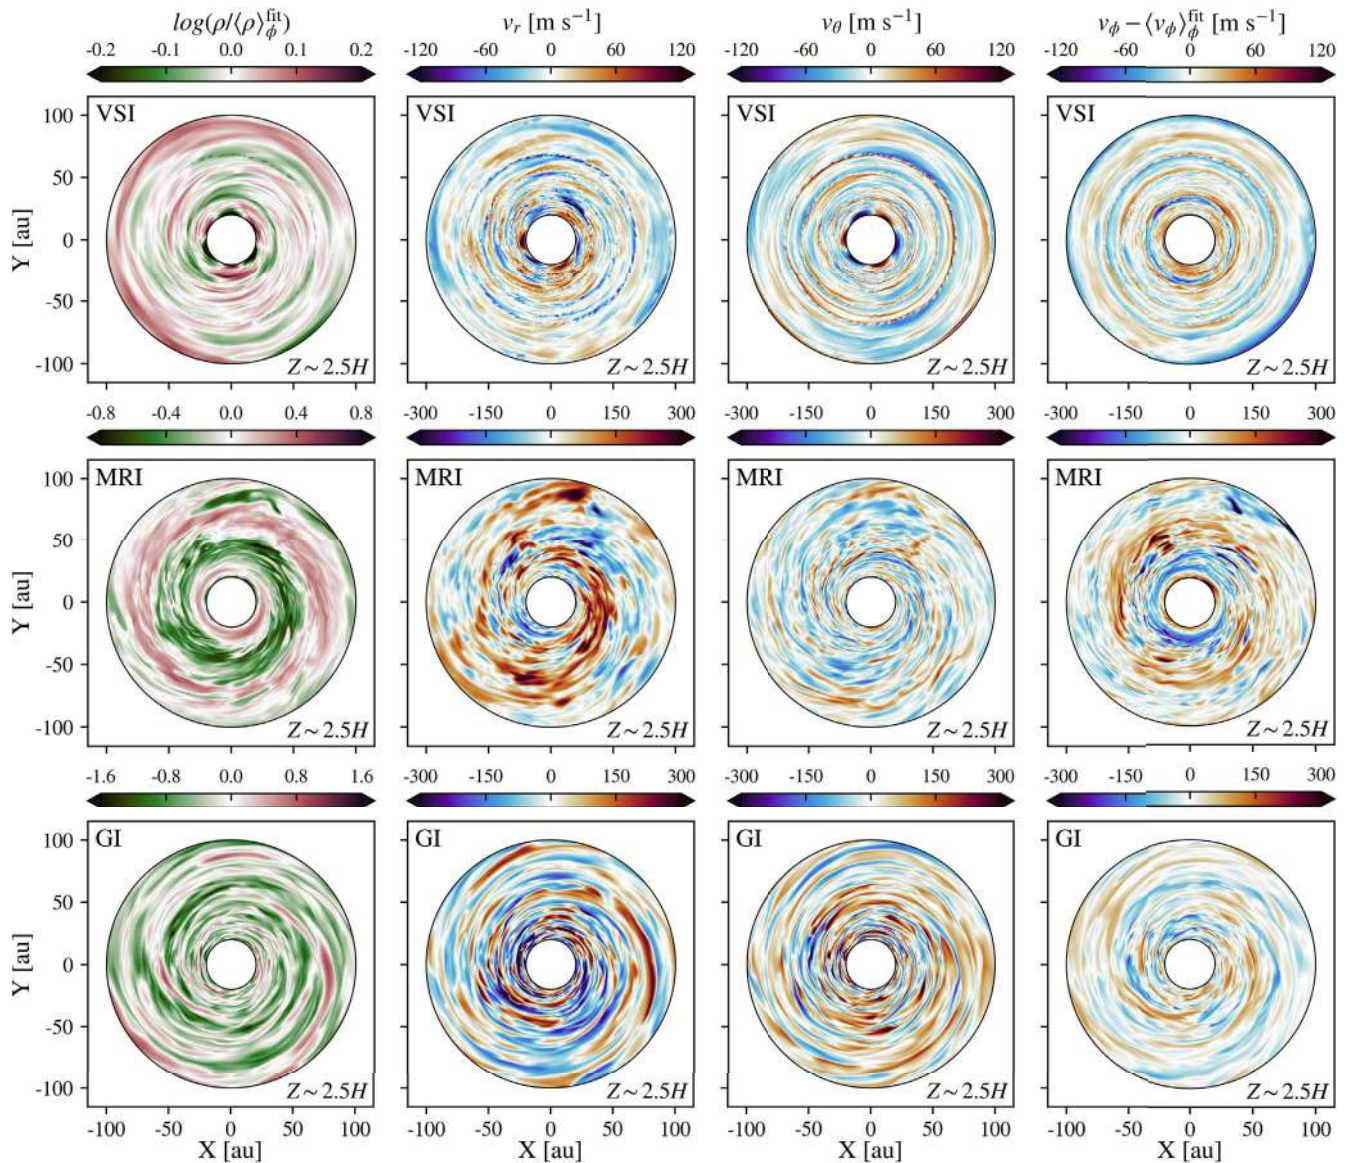 log(ρ/⟨ρ⟩ϕ^fit) v_r [m s⁻¹] v_θ [m s⁻¹] v_ϕ − ⟨v_ϕ⟩ϕ^fit [m s⁻¹]
-0.2 -0.1 0.0 0.1 0.2 -120 -60 0 60 120 -120 -60 0 60 120 -120 -60 0 60 120
VSI VSI VSI VSI
100
50
0
-50
-100
Y [au]
Z ~ 2.5H Z ~ 2.5H Z ~ 2.5H Z ~ 2.5H
-0.8 -0.4 0.0 0.4 0.8 -300 -150 0 150 300 -300 -150 0 150 300 -300 -150 0 150 300
MRI MRI MRI MRI
100
50
0
-50
-100
Y [au]
Z ~ 2.5H Z ~ 2.5H Z ~ 2.5H Z ~ 2.5H
-1.6 -0.8 0.0 0.8 1.6 -300 -150 0 150 300 -300 -150 0 150 300 -300 -150 0 150 300
GI GI GI GI
100
50
0
-50
-100
Y [au]
Z ~ 2.5H Z ~ 2.5H Z ~ 2.5H Z ~ 2.5H
-100 -50 0 50 100 -100 -50 0 50 100 -100 -50 0 50 100 -100 -50 0 50 100
X [au] X [au] X [au] X [au]